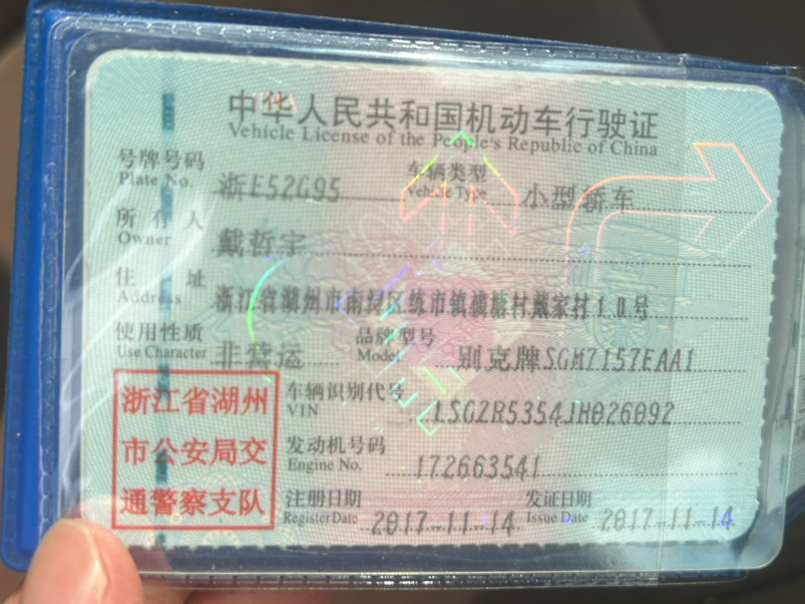 中华人民共和国机动车行驶证
Vehicle License of the People's Republic of China
号牌号码 浙E52G95 车辆类型 小型轿车
Plate No. Vehicle Type
所有人 戴哲宇
Owner
住址 浙江省湖州市南浔区练市镇横塘村戴家村10号
Address
使用性质 非营运 品牌型号 别克牌SGM7157EAA1
Use Character Model
浙江省湖州
市公安局交
通警察支队
车辆识别代号 LSGZR5354JH026092
VIN
发动机号码 172663541
Engine No.
注册日期 2017.11.14 发证日期 2017.11.14
Register Date Issue Date